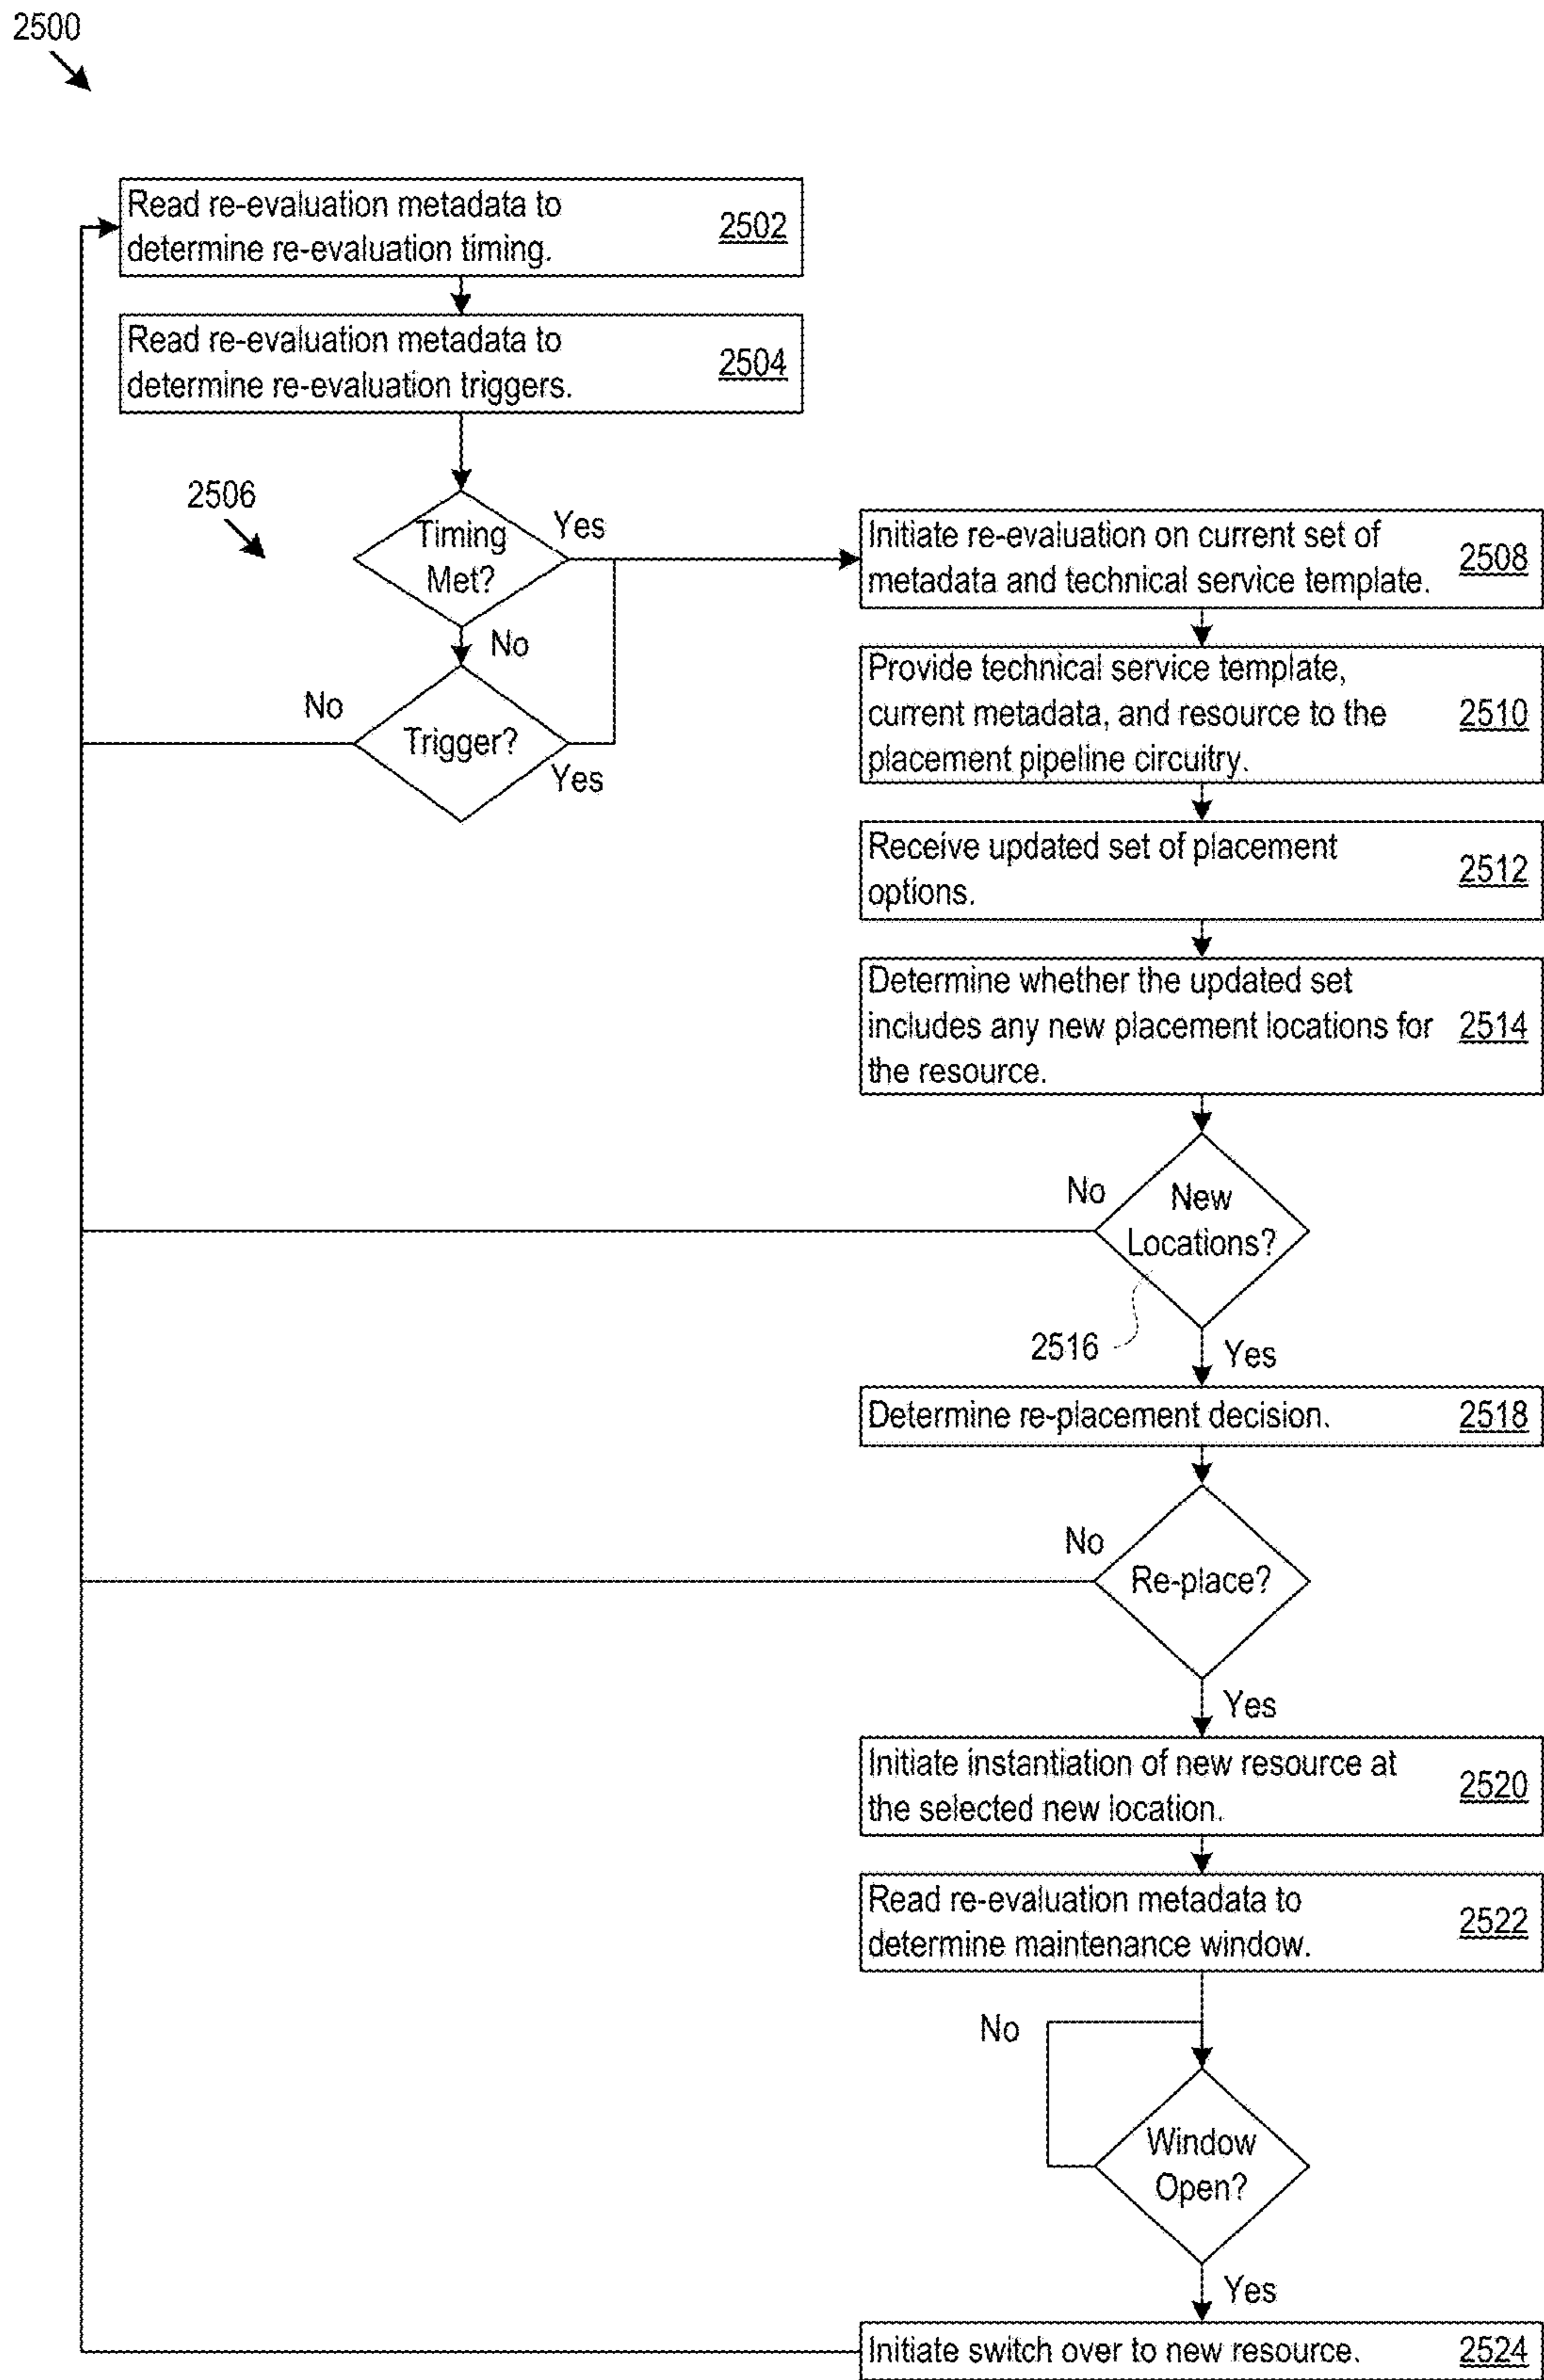 2500
Read re-evaluation metadata to
determine re-evaluation timing.
2502
Read re-evaluation metadata to
determine re-evaluation triggers.
2504
2506
Timing
Met?
Yes
No
Trigger?
No
Yes
Initiate re-evaluation on current set of
metadata and technical service template.
2508
Provide technical service template,
current metadata, and resource to the
placement pipeline circuitry.
2510
Receive updated set of placement
options.
2512
Determine whether the updated set
includes any new placement locations for
the resource.
2514
No
New
Locations?
2516
Yes
Determine re-placement decision.
2518
No
Re-place?
Yes
Initiate instantiation of new resource at
the selected new location.
2520
Read re-evaluation metadata to
determine maintenance window.
2522
No
Window
Open?
Yes
Initiate switch over to new resource.
2524